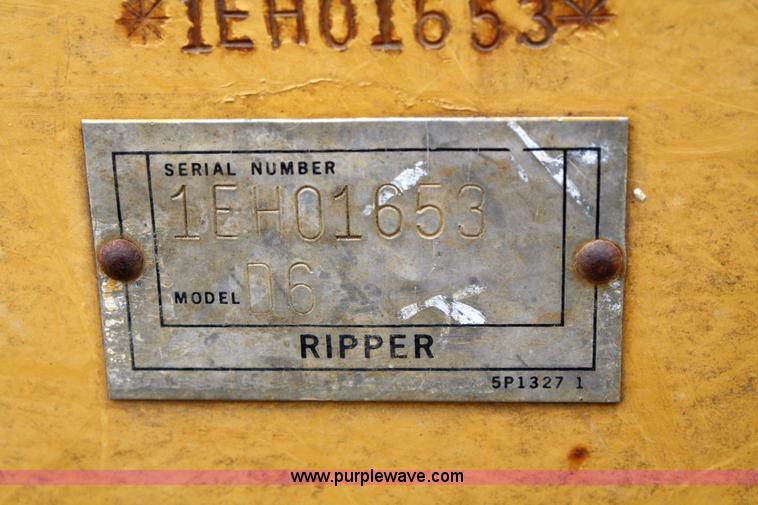 *1EH01653*
SERIAL NUMBER
1EH01653
MODEL D6
RIPPER
5P1327 1
www.purplewave.com